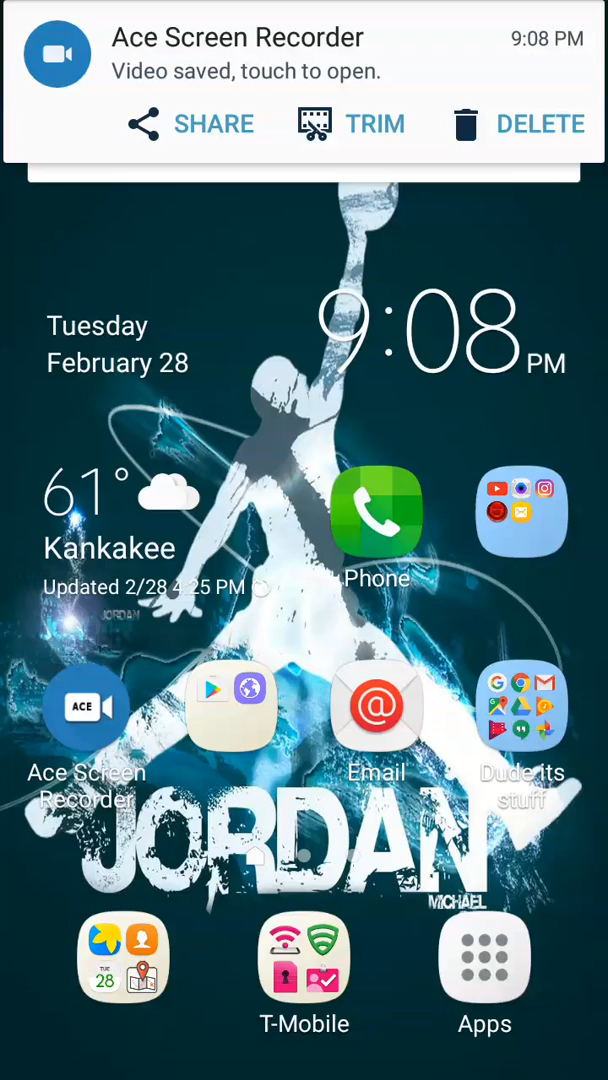 Ace Screen Recorder
9:08 PM
Video saved, touch to open.
SHARE
TRIM
DELETE
Tuesday
February 28
9:08 PM
61°
Kankakee
Updated 2/28 4:25 PM
Phone
JORDAN
ACE
Ace Screen
Recorder
Email
Dude its
stuff
JORDAN
MICHAEL
TUE
28
T-Mobile
Apps